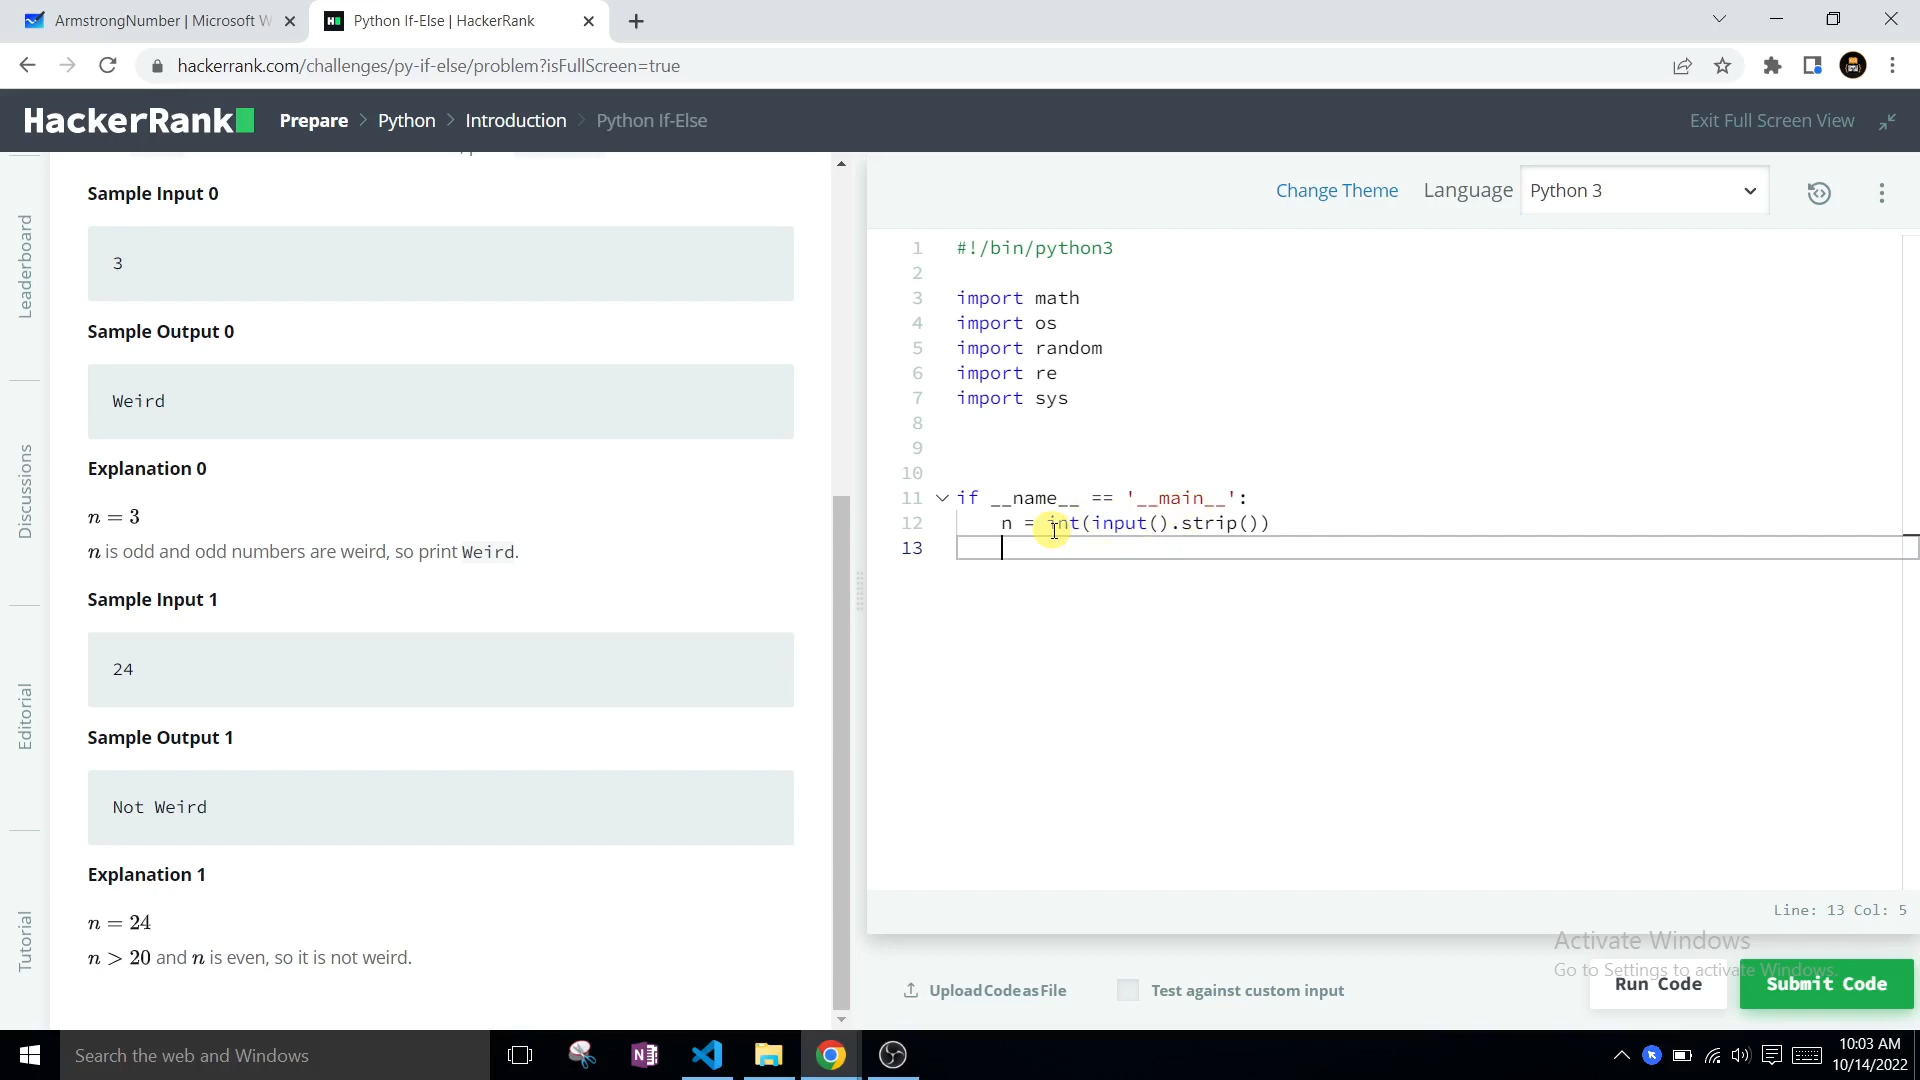 ArmstrongNumber | Microsoft W
Python If-Else | HackerRank
hackerrank.com/challenges/py-if-else/problem?isFullScreen=true
HackerRank
Prepare > Python > Introduction > Python If-Else
Exit Full Screen View
Leaderboard
Discussions
Editorial
Tutorial
Sample Input 0
3
Sample Output 0
Weird
Explanation 0
n = 3
n is odd and odd numbers are weird, so print Weird.
Sample Input 1
24
Sample Output 1
Not Weird
Explanation 1
n = 24
n > 20 and n is even, so it is not weird.
Change Theme Language Python 3
1 #!/bin/python3
2
3 import math
4 import os
5 import random
6 import re
7 import sys
8
9
10
11 if __name__ == '__main__':
12 n = int(input().strip())
13
Line: 13 Col: 5
Activate Windows
Go to Settings to activate Windows.
Upload Code as File
Test against custom input
Run Code
Submit Code
Search the web and Windows
10:03 AM
10/14/2022